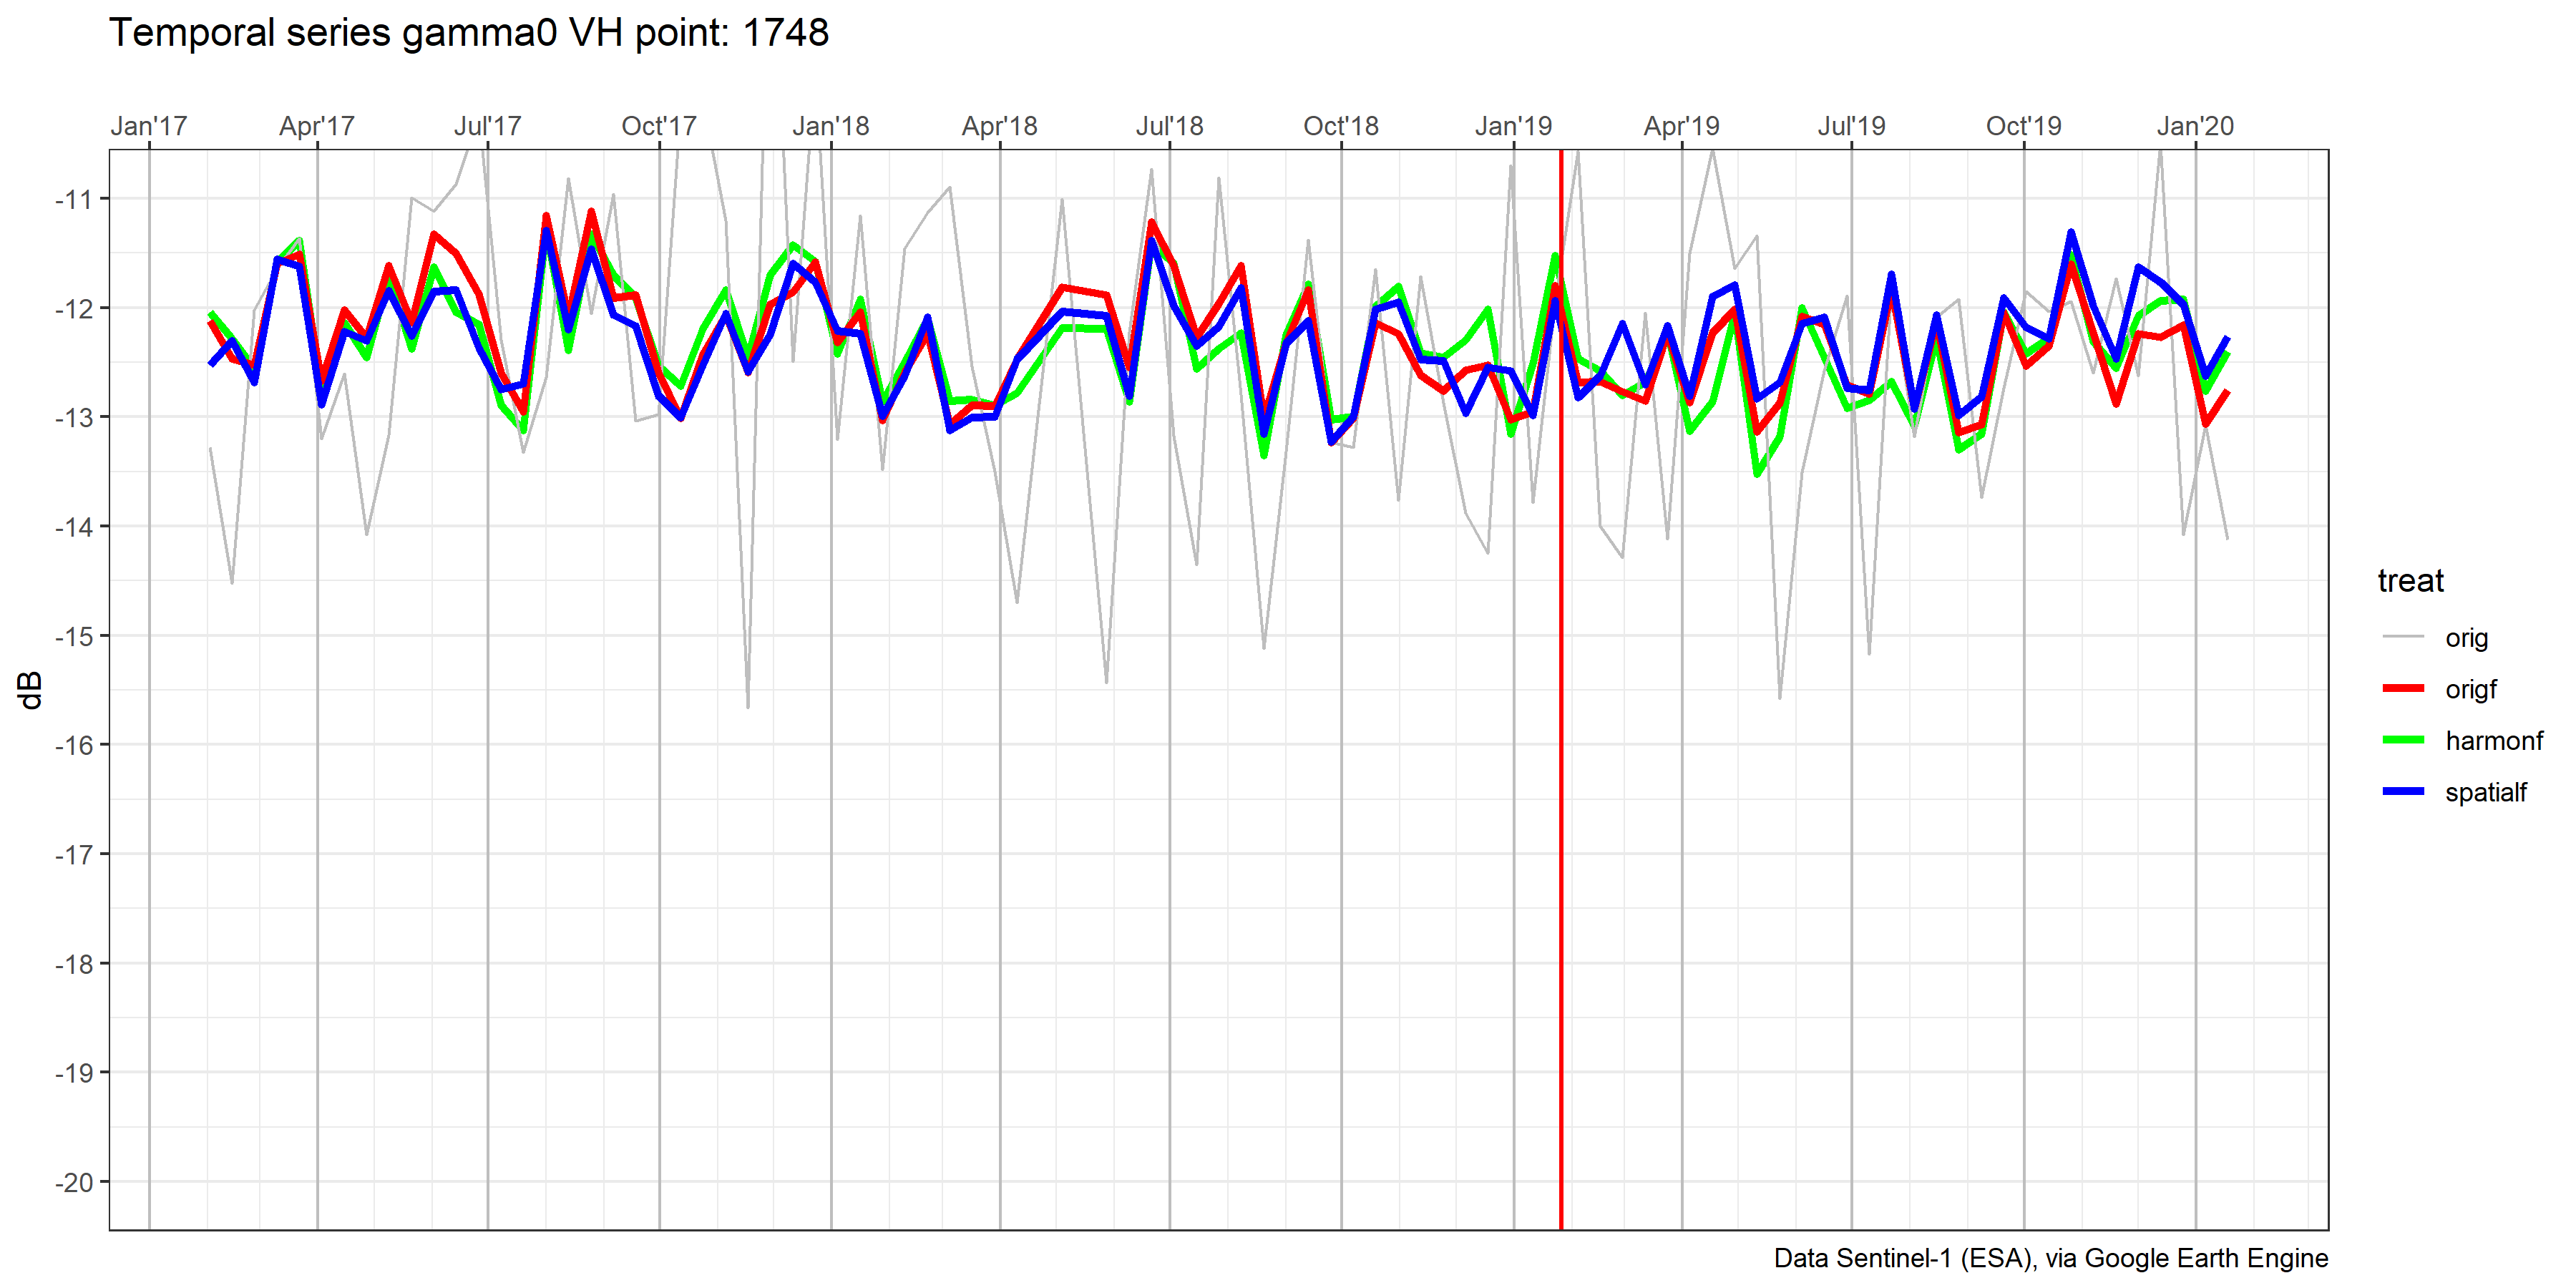 Temporal series gamma0 VH point: 1748
Jan'17 Apr'17 Jul'17 Oct'17 Jan'18 Apr'18 Jul'18 Oct'18 Jan'19 Apr'19 Jul'19 Oct'19 Jan'20
-11
-12
-13
-14
-15
-16
-17
-18
-19
-20
dB
treat
orig
origf
harmonf
spatialf
Data Sentinel-1 (ESA), via Google Earth Engine